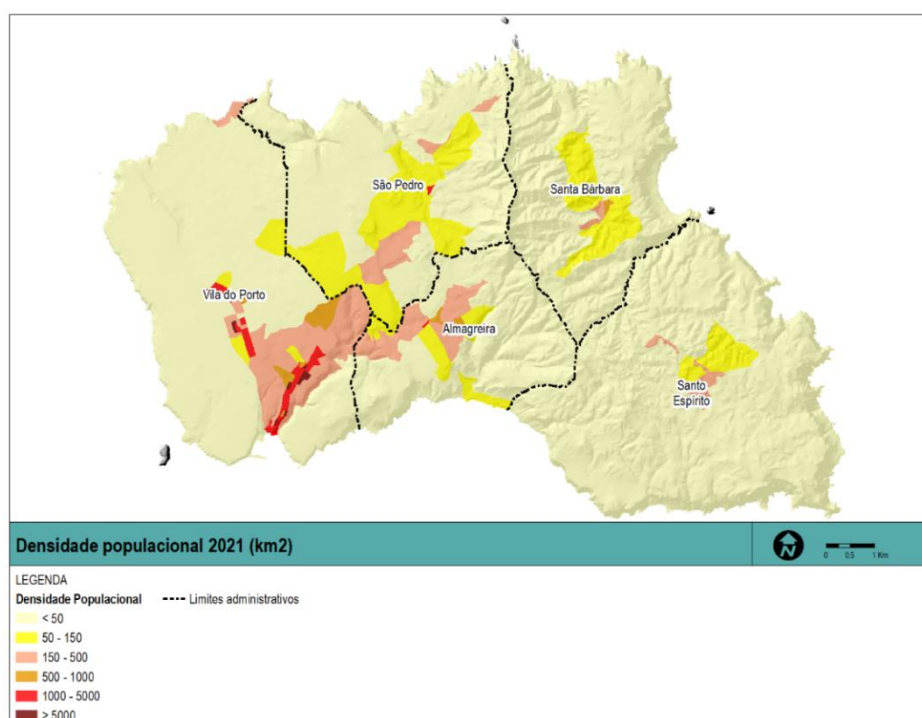 São Pedro
Santa Bárbara
Vila do Porto
Almagreira
Santo
Espírito
Densidade populacional 2021 (km2)
N
0 0,5 1 Km
LEGENDA
Densidade Populacional
Limites administrativos
< 50
50 - 150
150 - 500
500 - 1000
1000 - 5000
> 5000